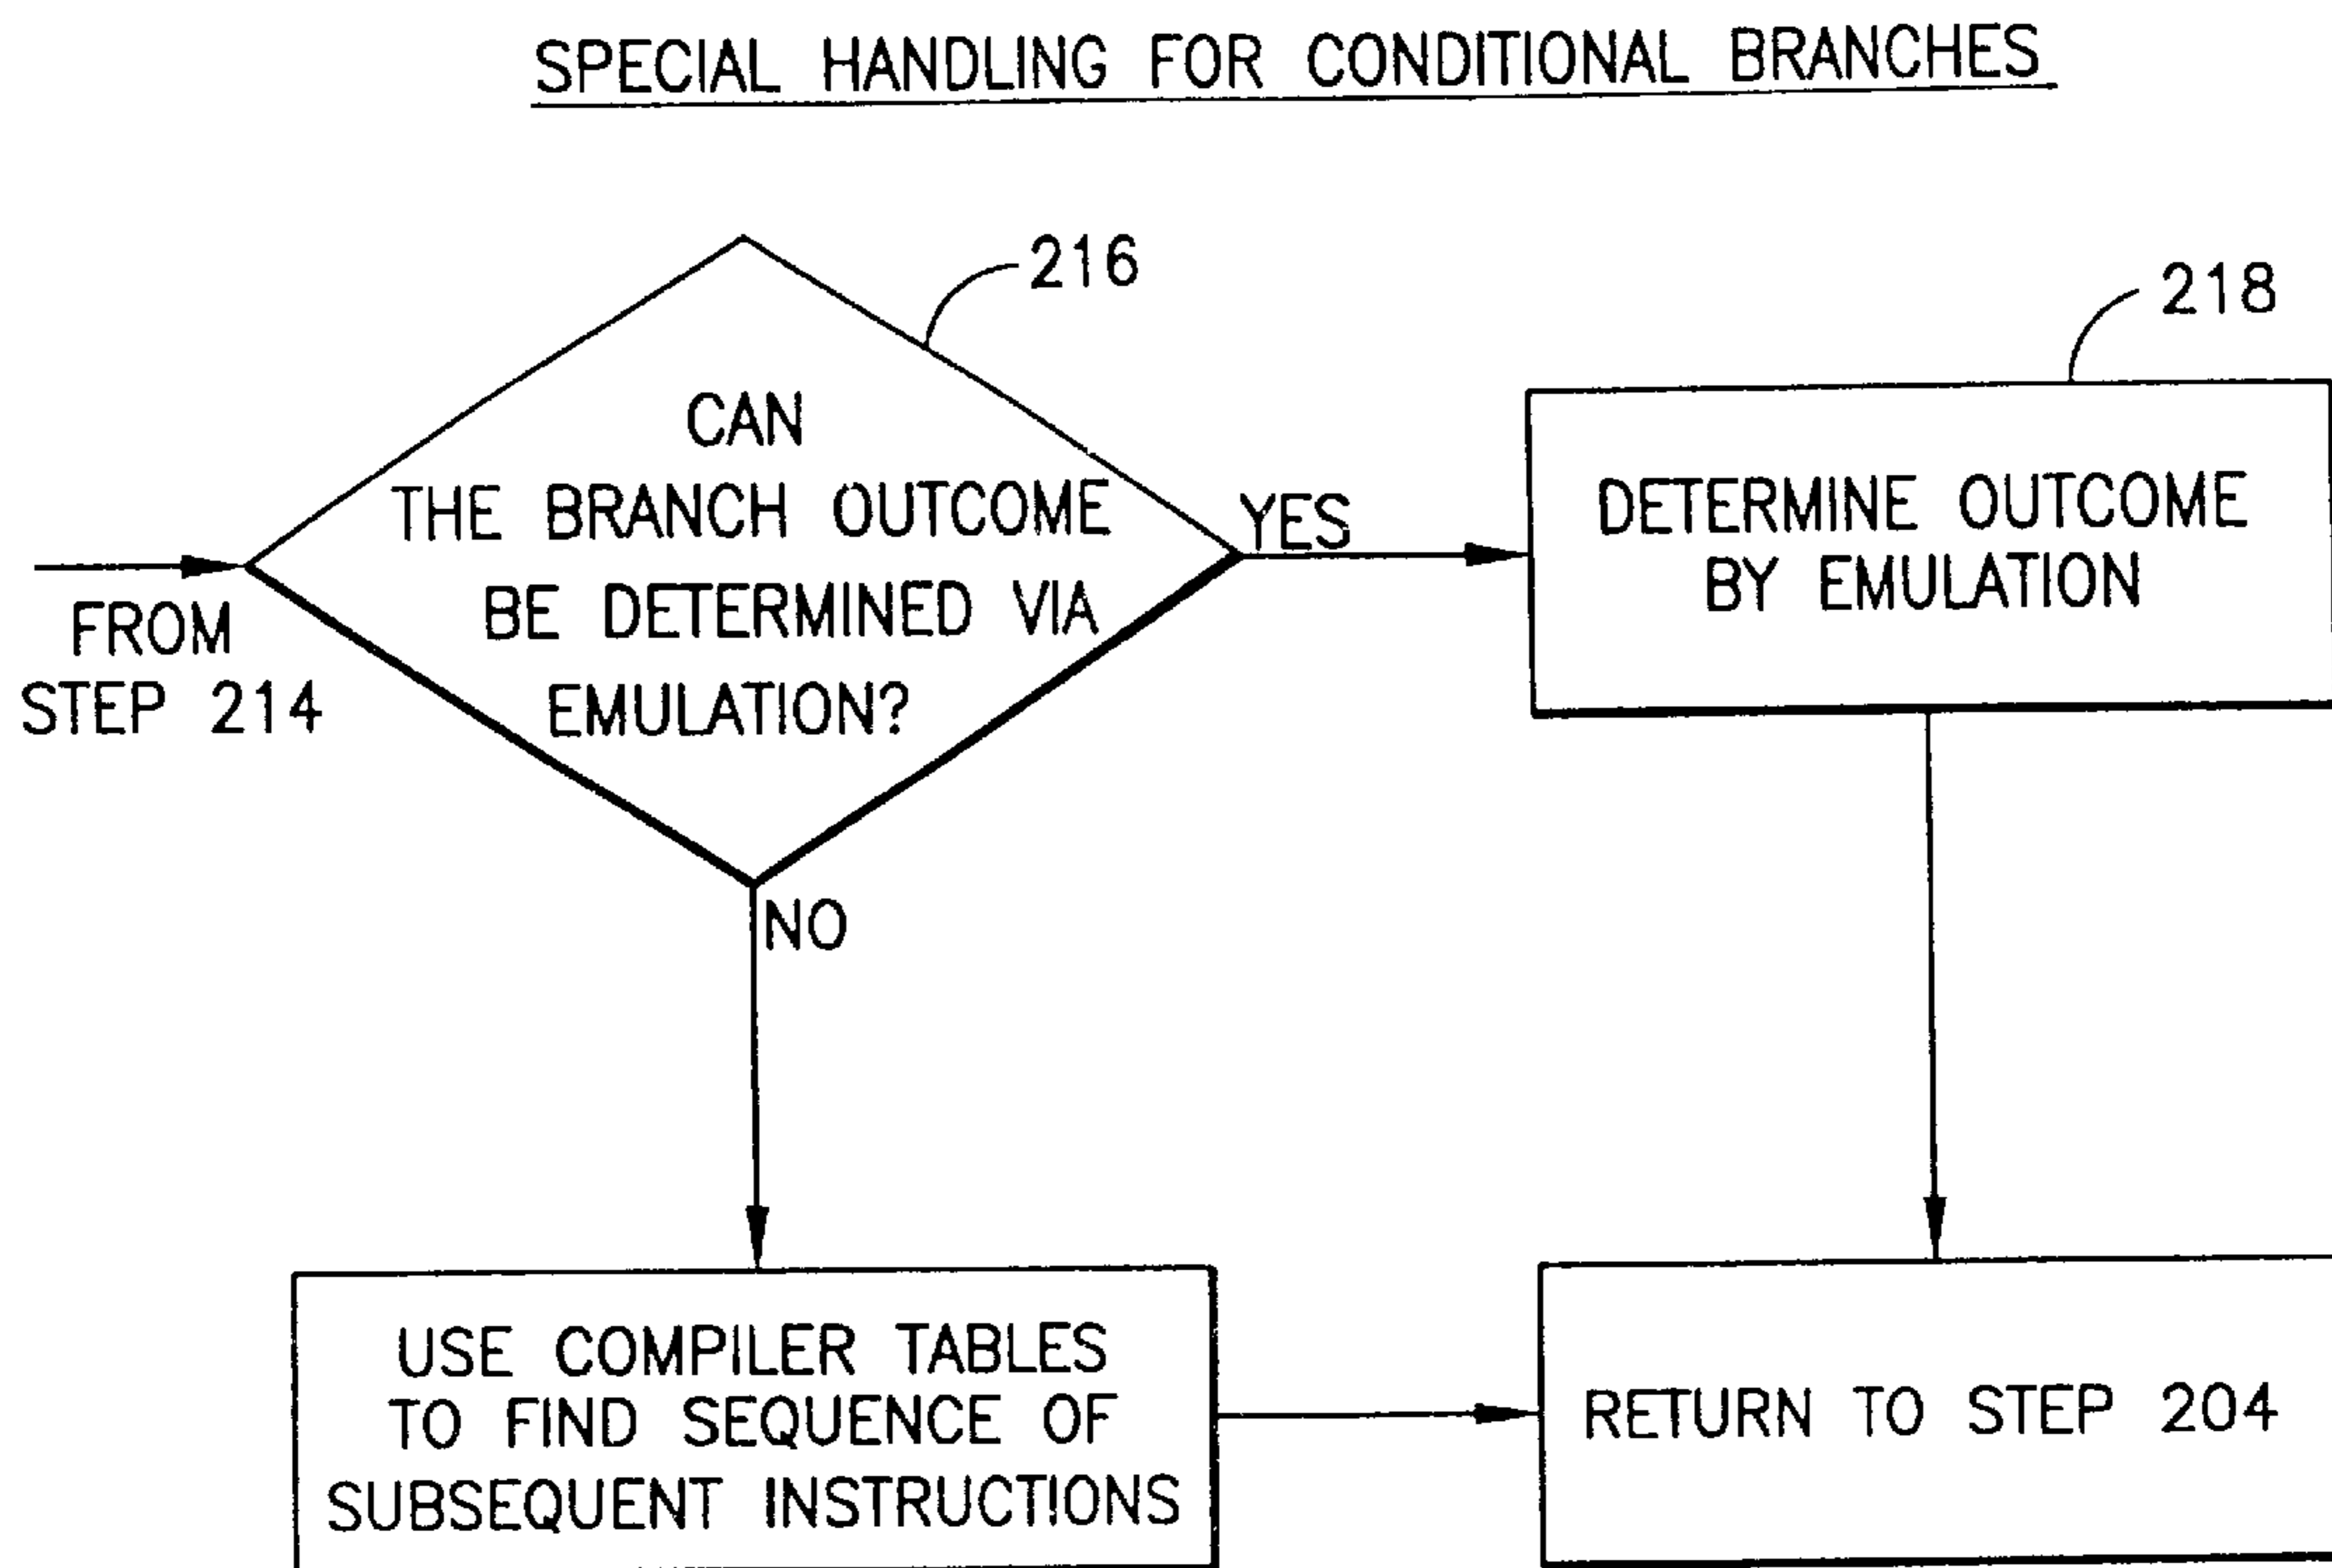 SPECIAL HANDLING FOR CONDITIONAL BRANCHES
216
218
CAN
THE BRANCH OUTCOME
BE DETERMINED VIA
EMULATION?
YES
DETERMINE OUTCOME
BY EMULATION
FROM
STEP 214
NO
USE COMPILER TABLES
TO FIND SEQUENCE OF
SUBSEQUENT INSTRUCTIONS
RETURN TO STEP 204